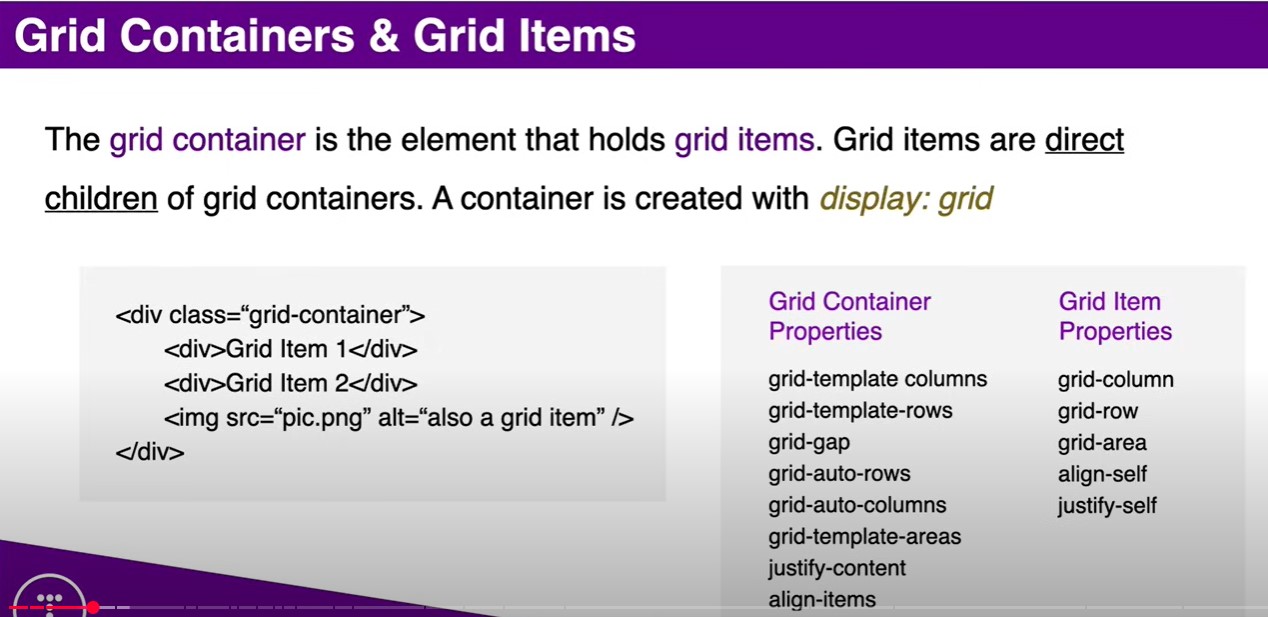 Grid Containers & Grid Items
The grid container is the element that holds grid items. Grid items are direct
children of grid containers. A container is created with display: grid
<div class=“grid-container”>
<div>Grid Item 1</div>
<div>Grid Item 2</div>
<img src=“pic.png” alt=“also a grid item” />
</div>
Grid Container
Properties
grid-template columns
grid-template-rows
grid-gap
grid-auto-rows
grid-auto-columns
grid-template-areas
justify-content
align-items
Grid Item
Properties
grid-column
grid-row
grid-area
align-self
justify-self